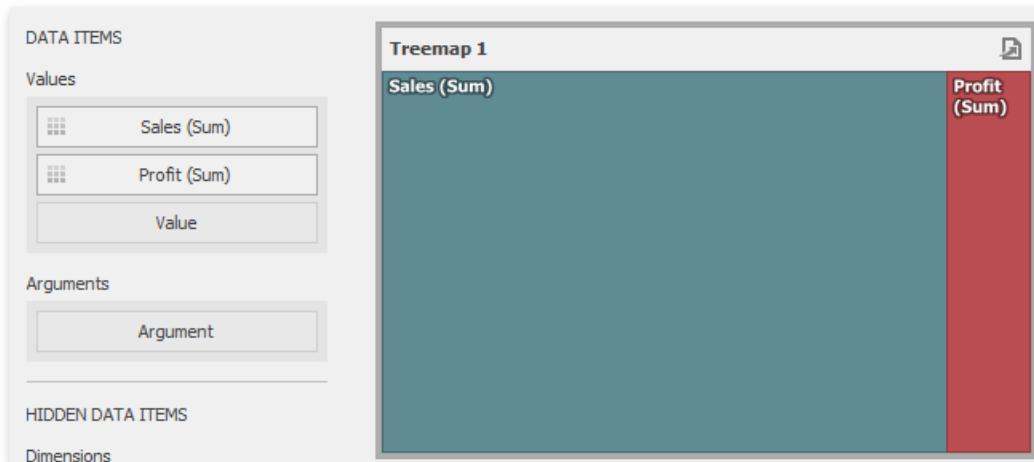 DATA ITEMS
Values
Sales (Sum)
Profit (Sum)
Value
Arguments
Argument
HIDDEN DATA ITEMS
Dimensions
Treemap 1
Sales (Sum)
Profit
(Sum)